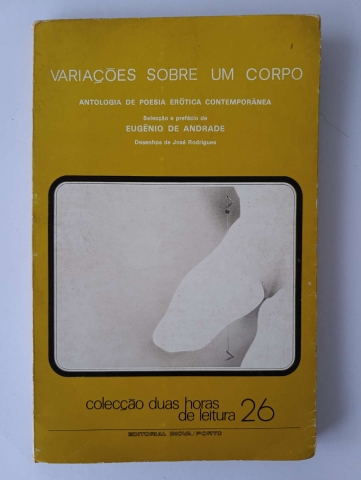 VARIAÇÕES SOBRE UM CORPO
ANTOLOGIA DE POESIA ERÓTICA CONTEMPORÂNEA
Selecção e prefácio de
EUGÉNIO DE ANDRADE
Desenhos de José Rodrigues
colecção duas horas
de leitura 26
EDITORIAL INOVA/PORTO